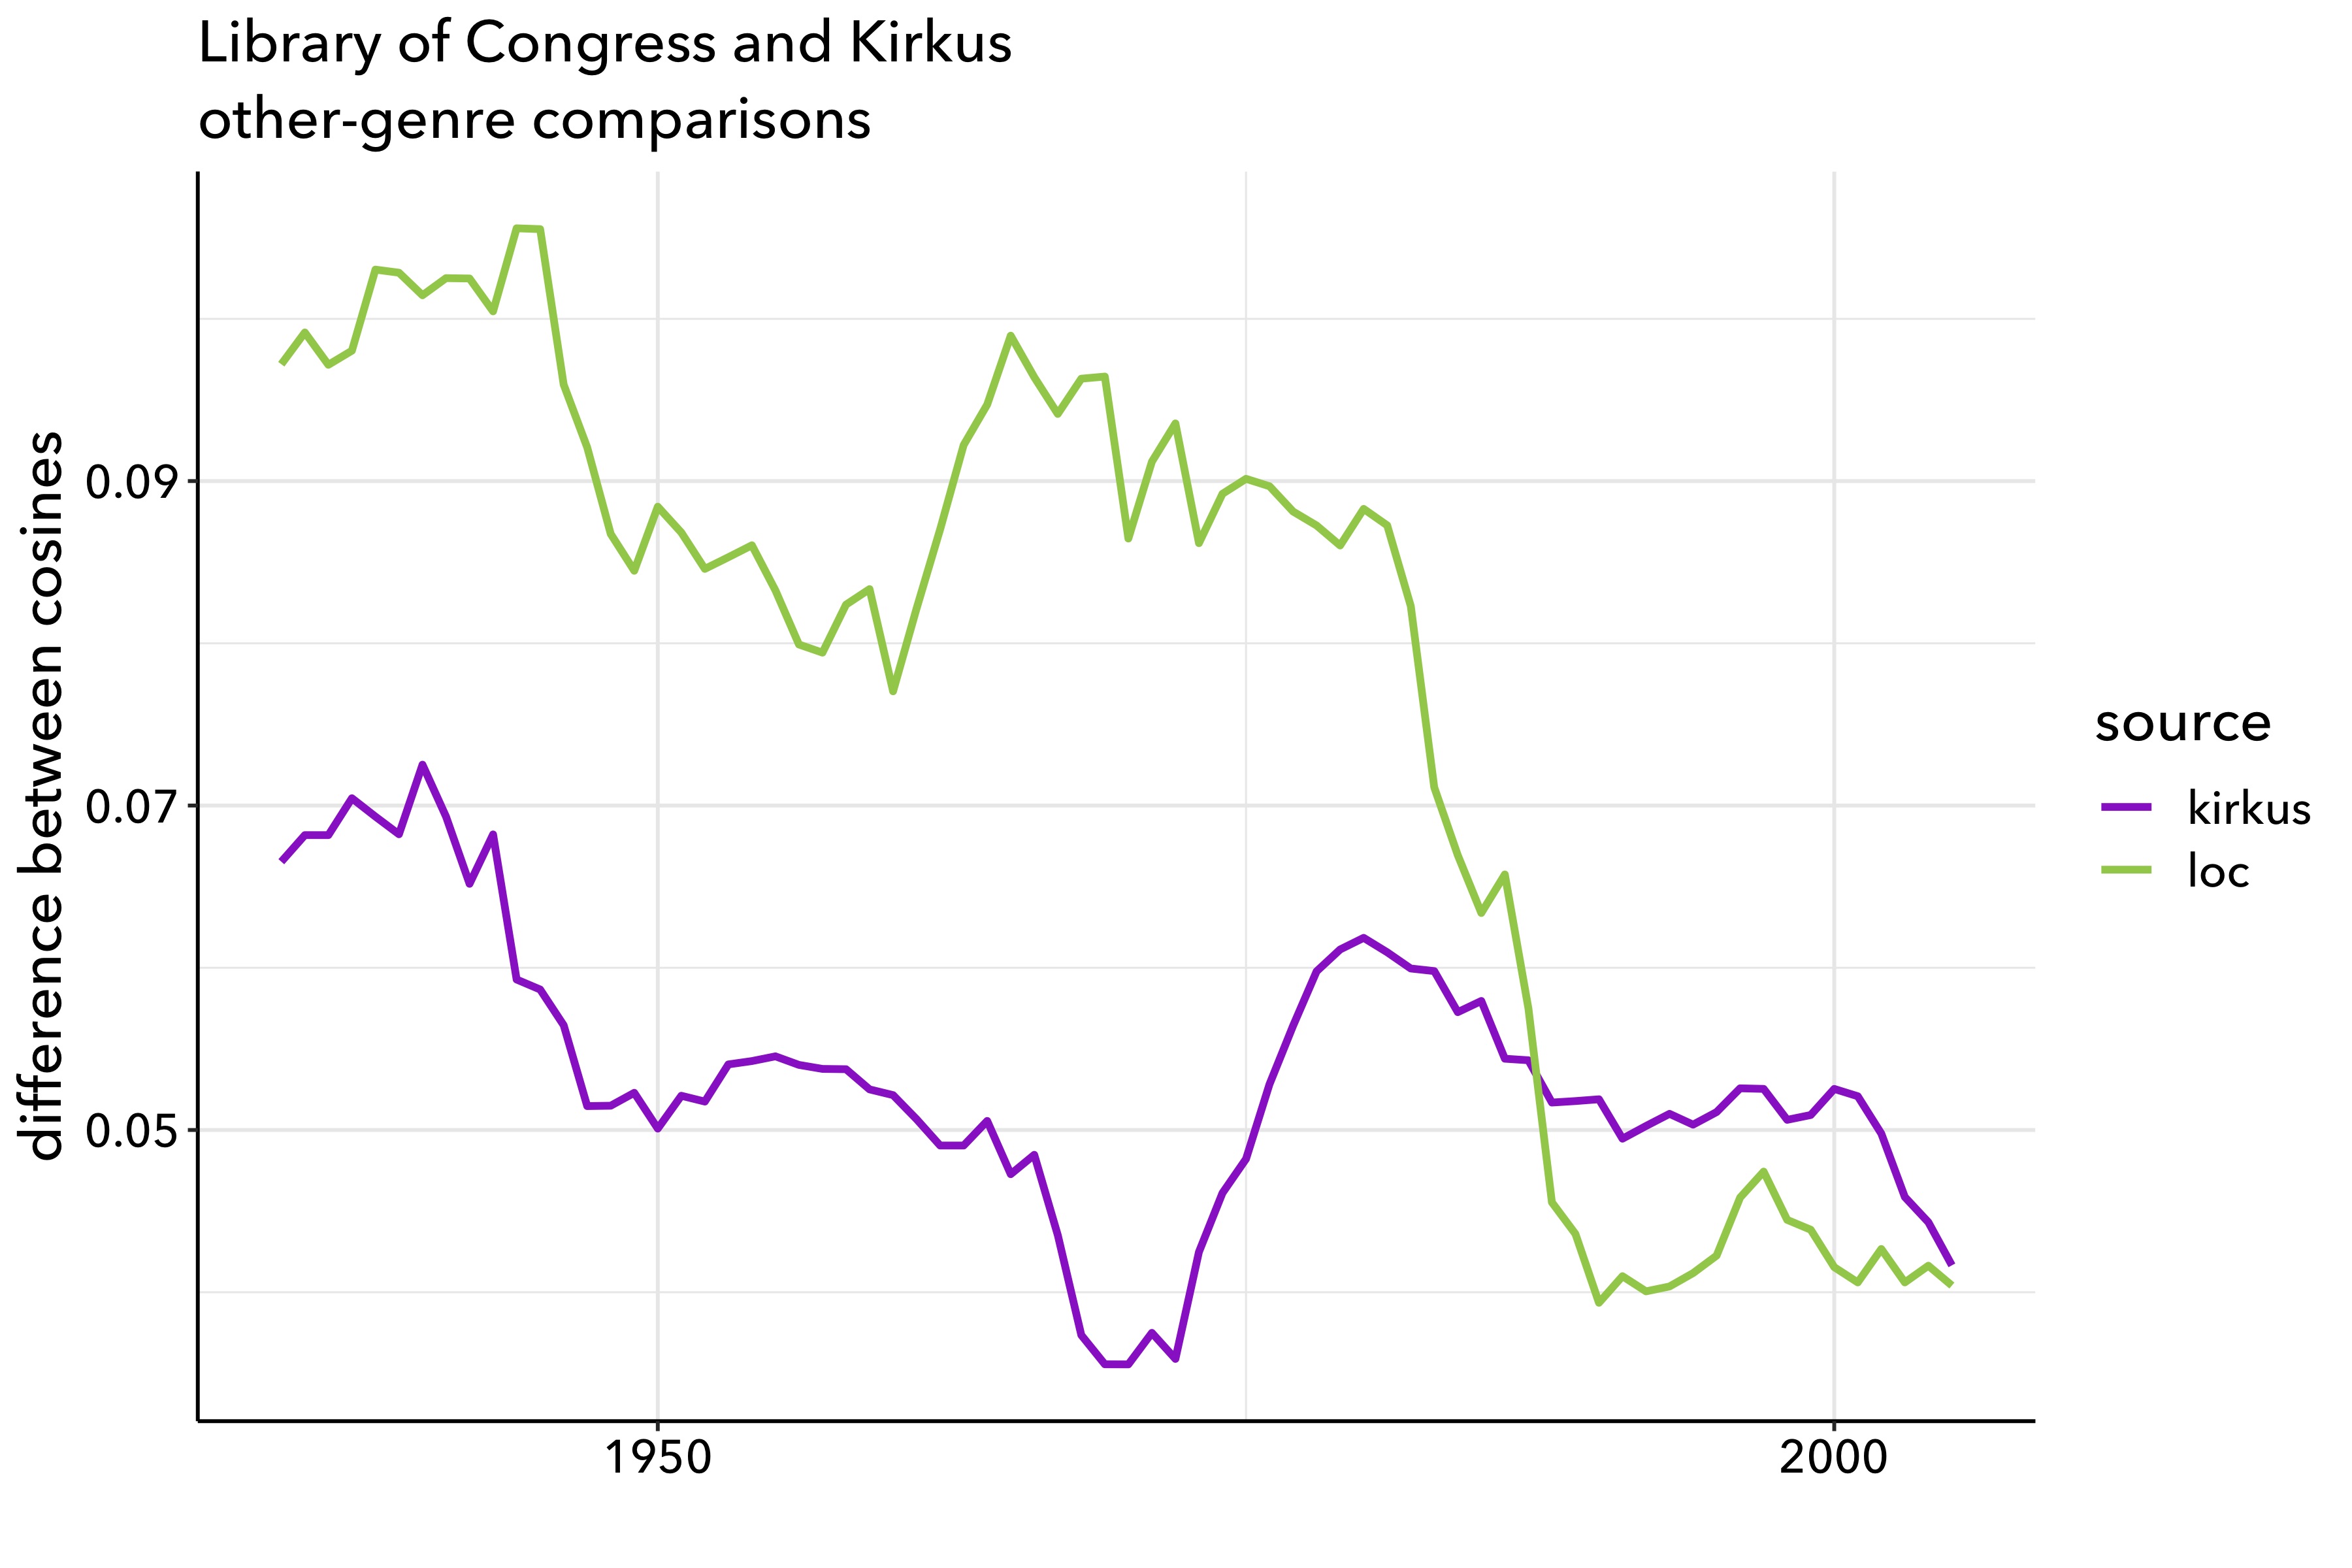 Library of Congress and Kirkus
other-genre comparisons
difference between cosines
0.09
0.07
0.05
1950
2000
source
kirkus
loc